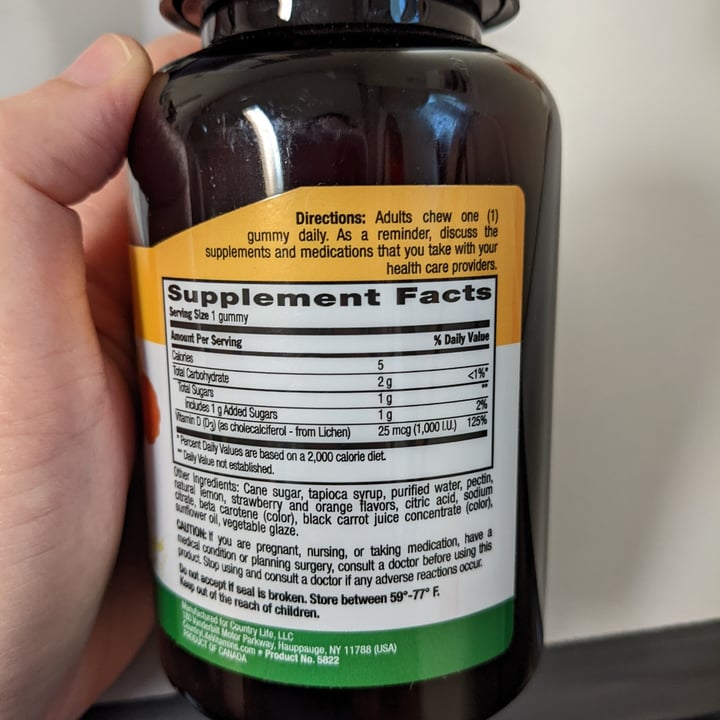 Directions: Adults chew one (1)
gummy daily. As a reminder, discuss the
supplements and medications that you take with your
health care providers.
Supplement Facts
Serving Size 1 gummy
Amount Per Serving % Daily Value
Calories 5
Total Carbohydrate 2 g <1%*
Total Sugars 1 g **
Includes 1 g Added Sugars 1 g 2%
Vitamin D (D3) (as cholecalciferol - from Lichen) 25 mcg (1,000 I.U.) 125%
* Percent Daily Values are based on a 2,000 calorie diet.
** Daily Value not established.
Other Ingredients: Cane sugar, tapioca syrup, purified water, pectin,
natural lemon, strawberry and orange flavors, citric acid, sodium
citrate, beta carotene (color), black carrot juice concentrate (color),
sunflower oil, vegetable glaze.
CAUTION: If you are pregnant, nursing, or taking medication, have a
medical condition or planning surgery, consult a doctor before using this
product. Stop using and consult a doctor if any adverse reactions occur.
Do not accept if seal is broken. Store between 59°-77° F.
Keep out of the reach of children.
Manufactured for Country Life, LLC
180 Vanderbilt Motor Parkway, Hauppauge, NY 11788 (USA)
CountryLifeVitamins.com • Product No. 5822
PRODUCT OF CANADA